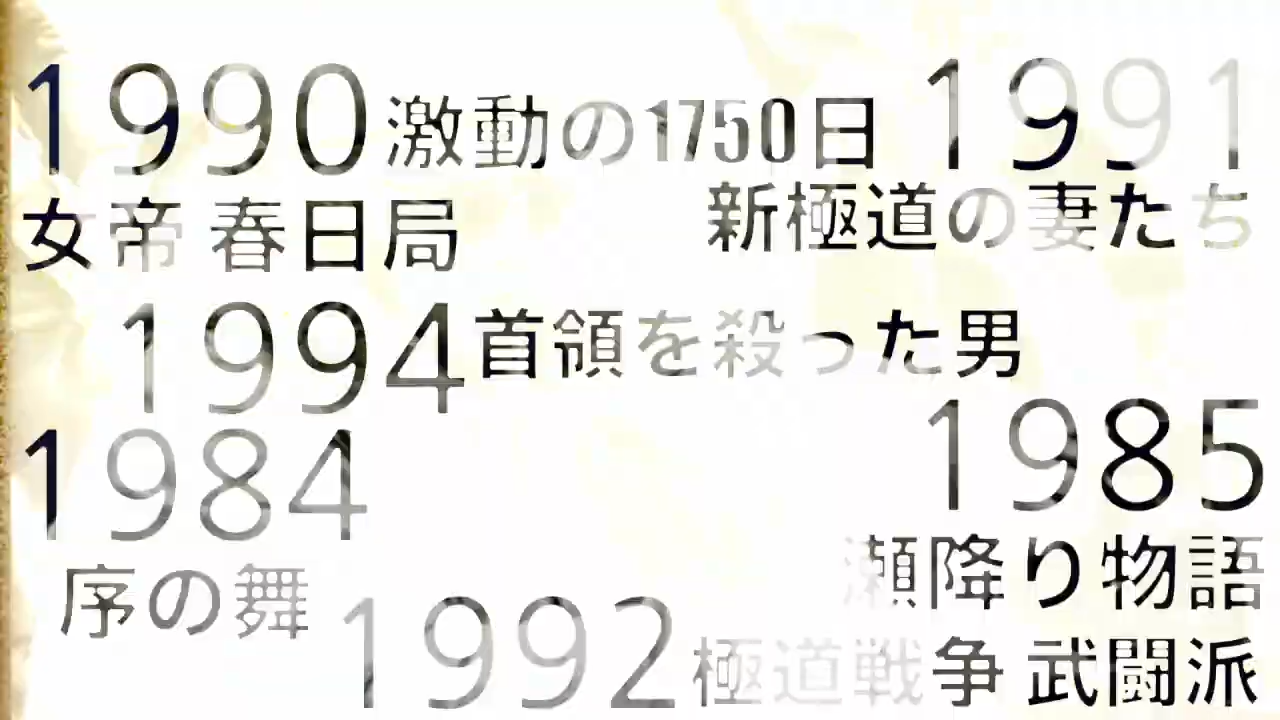 1990 激動の1750日
女帝 春日局
1991
新極道の妻たち
1994 首領を殺った男
1984
序の舞
1985
瀬降り物語
1992 極道戦争 武闘派